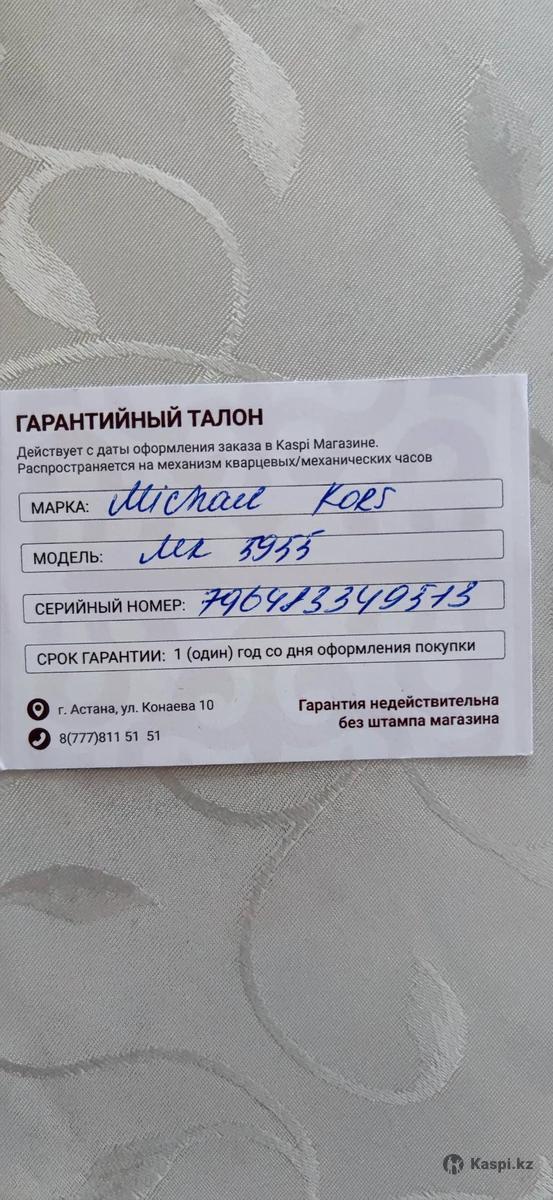 ГАРАНТИЙНЫЙ ТАЛОН
Действует с даты оформления заказа в Kaspi Магазине.
Распространяется на механизм кварцевых/механических часов
МАРКА: Michael Kors
МОДЕЛЬ: МК 5955
СЕРИЙНЫЙ НОМЕР: 796483349513
СРОК ГАРАНТИИ: 1 (один) год со дня оформления покупки
г. Астана, ул. Конаева 10
8(777)811 51 51
Гарантия недействительна
без штампа магазина
Kaspi.kz